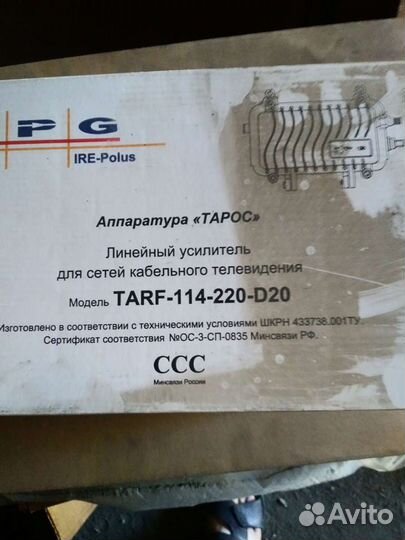 P G
IRE-Polus
Аппаратура «ТАРОС»
Линейный усилитель
для сетей кабельного телевидения
Модель TARF-114-220-D20
Изготовлено в соответствии с техническими условиями ШКРН 433738.001ТУ.
Сертификат соответствия №ОС-3-СП-0835 Минсвязи РФ.
ССС
Минсвязи России
Avito